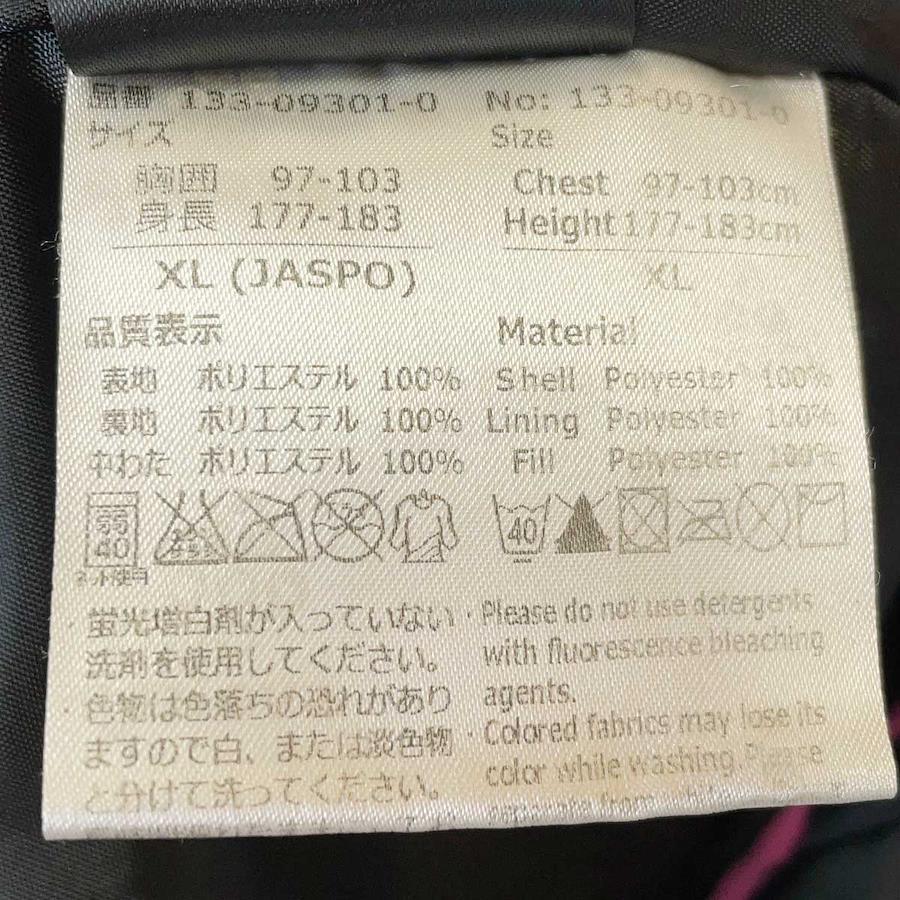 品番 133-09301-0
サイズ
胸囲 97-103
身長 177-183
XL (JASPO)
品質表示
表地 ポリエステル 100%
裏地 ポリエステル 100%
中わた ポリエステル 100%
弱
40
ネット使用
蛍光増白剤が入っていない
洗剤を使用してください。
・色物は色落ちの恐れがあり
ますので白、または淡色物
と分けて洗ってください。
No: 133-09301-0
Size
Chest 97-103cm
Height 177-183cm
XL
Material
Shell Polyester 100%
Lining Polyester 100%
Fill Polyester 100%
40
・Please do not use detergents
with fluorescence bleaching
agents.
・Colored fabrics may lose its
color while washing. Please